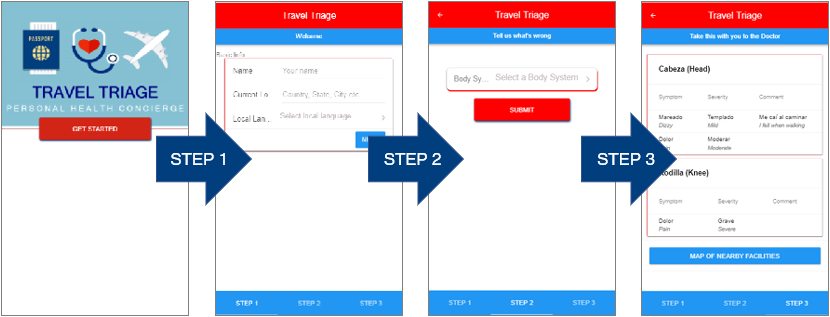 PASSPORT
TRAVEL TRIAGE
PERSONAL HEALTH CONCIERGE
GET STARTED
STEP 1
Travel Triage
Welcome
Basic Info
Name Your name
Current Lo... Country, State, City etc.
Local Lan... Select local language
STEP 1 STEP 2 STEP 3
STEP 2
Travel Triage
Tell us what's wrong
Body Sy... Select a Body System
SUBMIT
STEP 1 STEP 2 STEP 3
STEP 3
Travel Triage
Take this with you to the Doctor
Cabeza (Head)
Symptom Severity Comment
Mareado Templado Me caí al caminar
Dizzy Mild I fell when walking
Dolor Moderar
Moderate
Rodilla (Knee)
Symptom Severity Comment
Dolor Grave
Pain Severe
MAP OF NEARBY FACILITIES
STEP 1 STEP 2 STEP 3